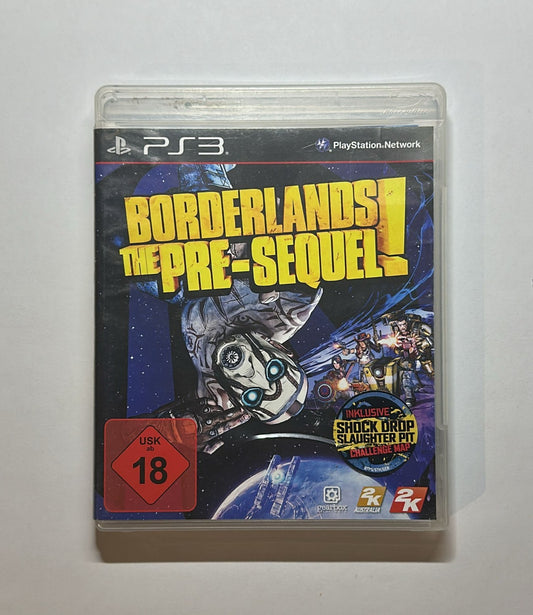 PS3
PlayStation®Network
BORDERLANDS
THE PRE-SEQUEL!
INKLUSIVE
SHOCK DROP
SLAUGHTER PIT
CHALLENGE MAP
USK
ab
18
gearbox
2K
AUSTRALIA
2K